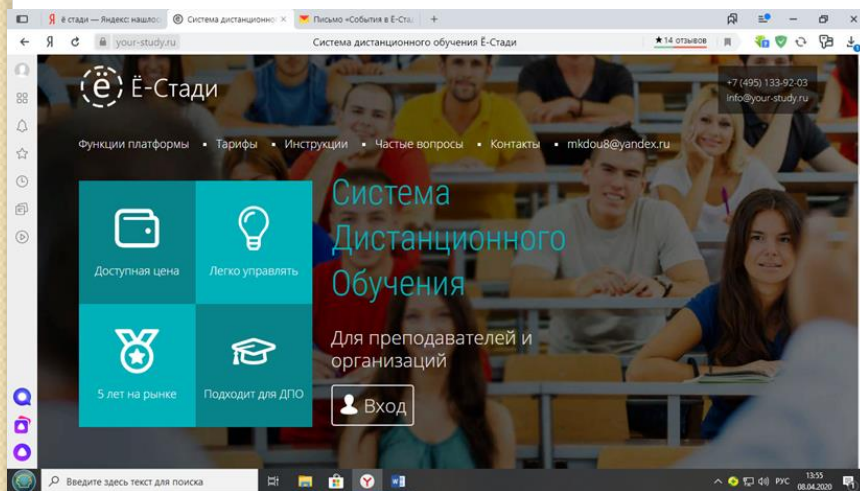 ё стади — Яндекс: нашлос
Система дистанционно
Письмо «События в Ё-Ста
your-study.ru
Система дистанционного обучения Ё-Стади
★14 отзывов
ё Ё-Стади
+7 (495) 133-92-03
info@your-study.ru
Функции платформы ▪ Тарифы ▪ Инструкции ▪ Частые вопросы ▪ Контакты ▪ mkdou8@yandex.ru
Система
Дистанционного
Обучения
Доступная цена
Легко управлять
Для преподавателей и
организаций
5 лет на рынке
Подходит для ДПО
Вход
Введите здесь текст для поиска
РУС
13:55
08.04.2020